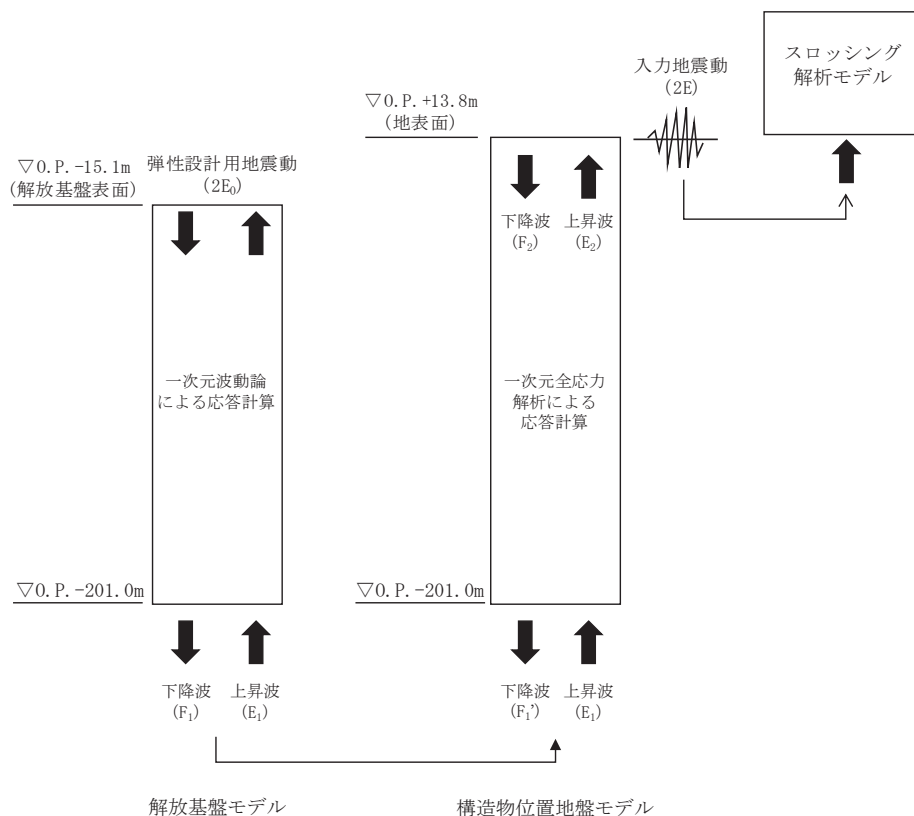 スロッシング
解析モデル
入力地震動
(2E)
▽O.P.+13.8m
(地表面)
▽O.P.-15.1m
(解放基盤表面)
弾性設計用地震動
(2E₀)
下降波
(F₂)
上昇波
(E₂)
一次元波動論
による応答計算
一次元全応力
解析による
応答計算
▽O.P.-201.0m
▽O.P.-201.0m
下降波
(F₁)
上昇波
(E₁)
下降波
(F₁’)
上昇波
(E₁)
解放基盤モデル
構造物位置地盤モデル